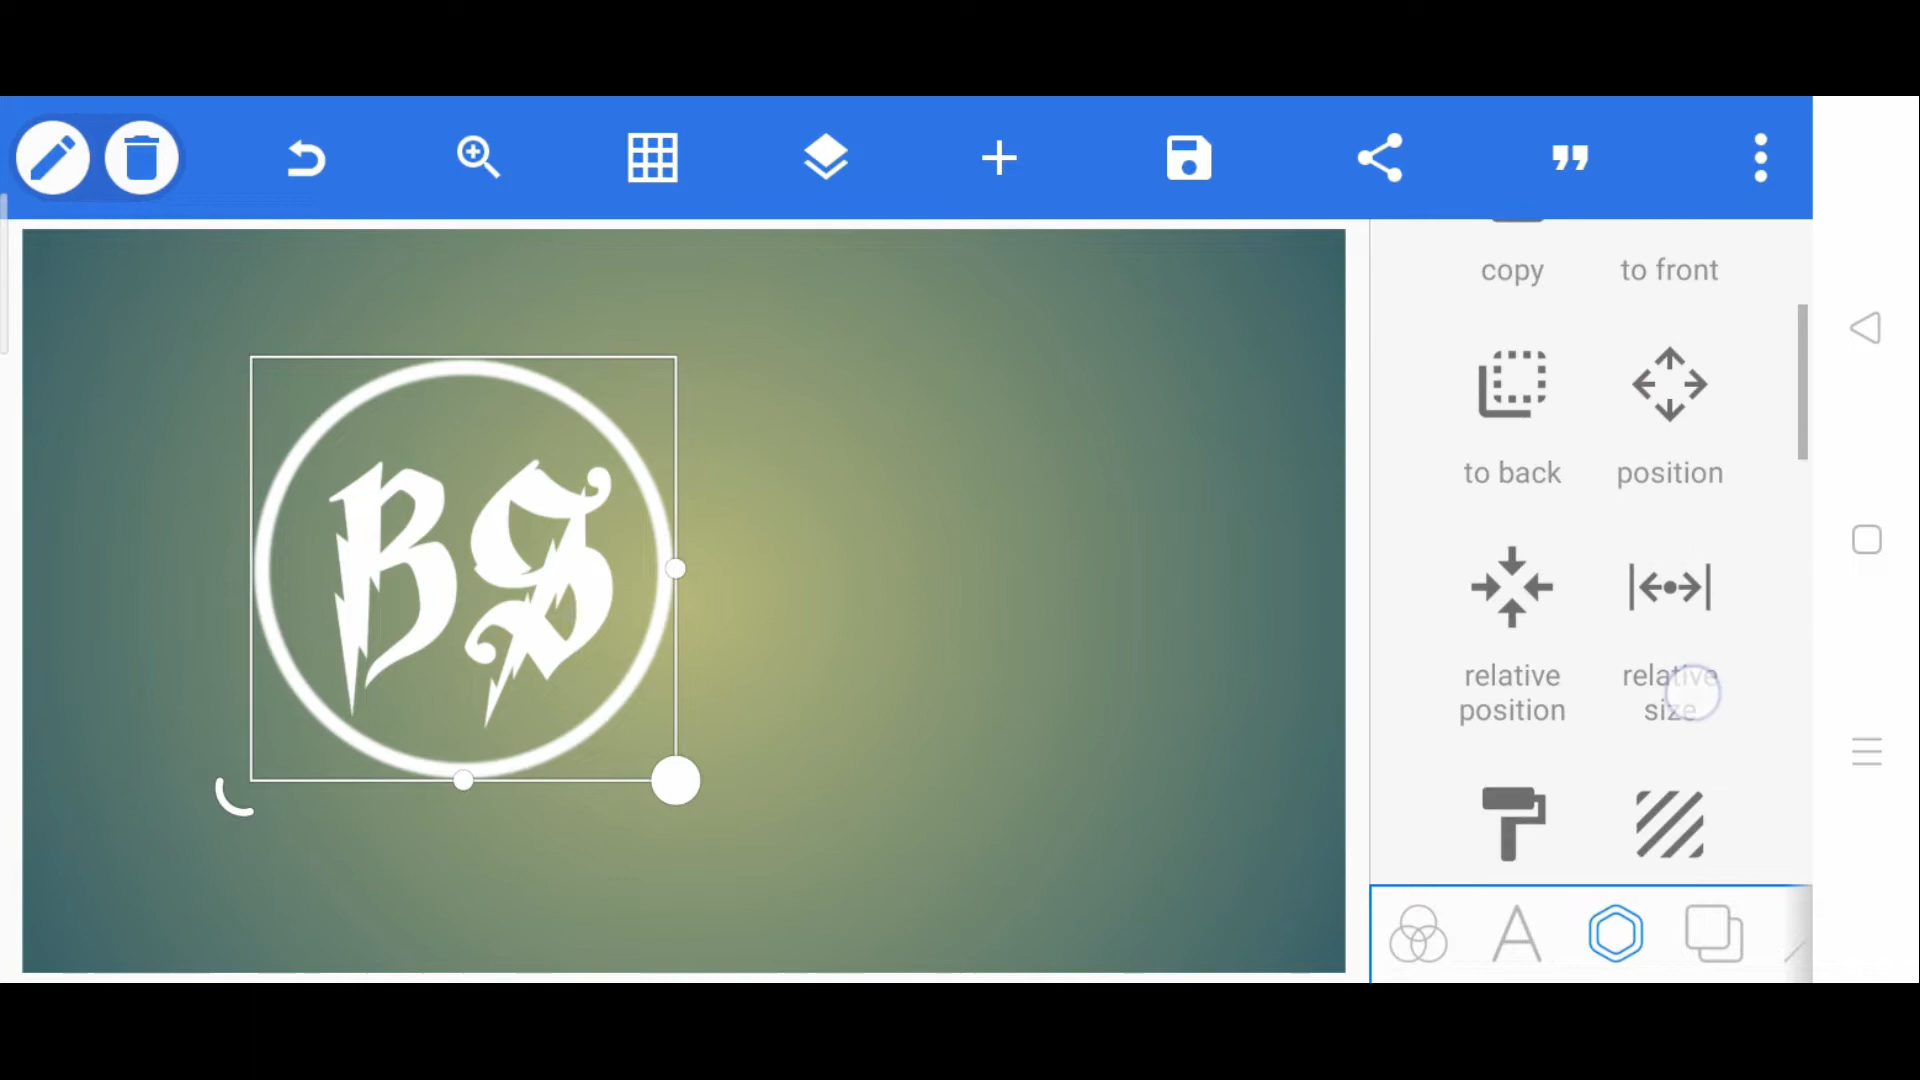 copy
to front
BS
to back
position
relative
position
relative
size